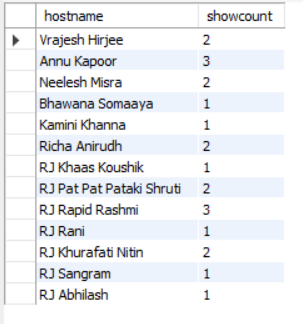 hostname showcount
Vrajesh Hirjee 2
Annu Kapoor 3
Neelesh Misra 2
Bhawana Somaaya 1
Kamini Khanna 1
Richa Anirudh 2
RJ Khaas Koushik 1
RJ Pat Pat Pataki Shruti 2
RJ Rapid Rashmi 3
RJ Rani 1
RJ Khurafati Nitin 2
RJ Sangram 1
RJ Abhilash 1